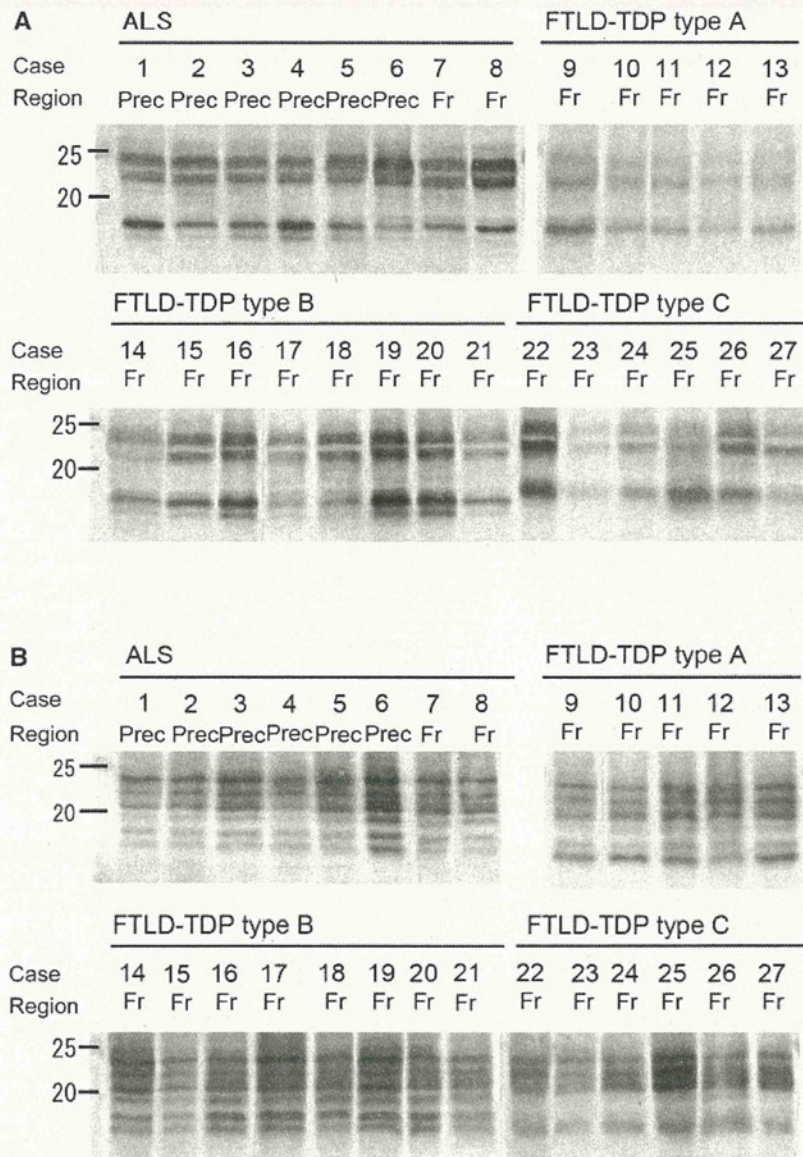 A ALS FTLD-TDP type A
Case 1 2 3 4 5 6 7 8 9 10 11 12 13
Region Prec Prec Prec Prec Prec Prec Fr Fr Fr Fr Fr Fr Fr
25
20
FTLD-TDP type B FTLD-TDP type C
Case 14 15 16 17 18 19 20 21 22 23 24 25 26 27
Region Fr Fr Fr Fr Fr Fr Fr Fr Fr Fr Fr Fr Fr Fr
25
20
B ALS FTLD-TDP type A
Case 1 2 3 4 5 6 7 8 9 10 11 12 13
Region Prec Prec Prec Prec Prec Prec Fr Fr Fr Fr Fr Fr Fr
25
20
FTLD-TDP type B FTLD-TDP type C
Case 14 15 16 17 18 19 20 21 22 23 24 25 26 27
Region Fr Fr Fr Fr Fr Fr Fr Fr Fr Fr Fr Fr Fr Fr
25
20